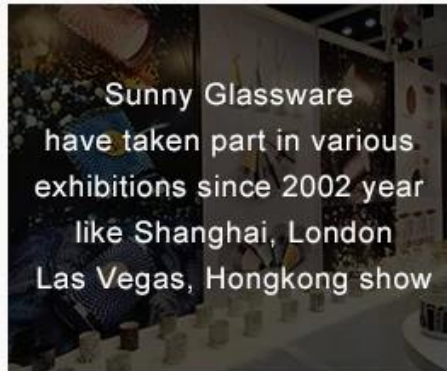 Sunny Glassware
have taken part in various
exhibitions since 2002 year
like Shanghai, London
Las Vegas, Hongkong show